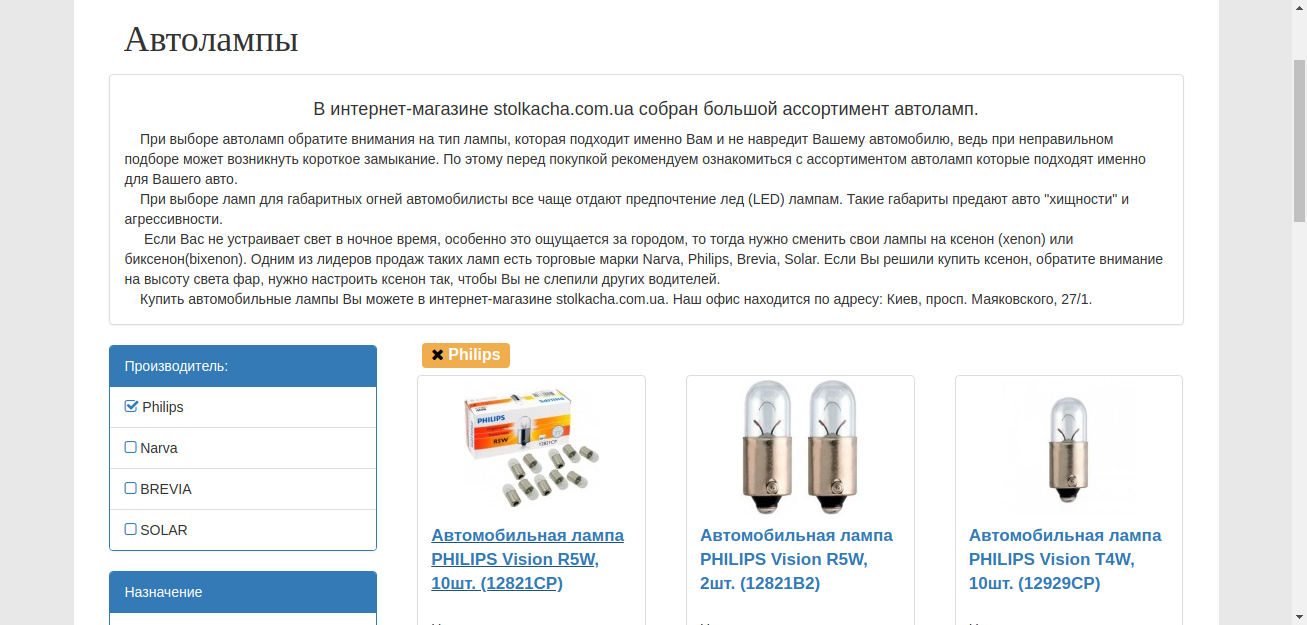 Автолампы
В интернет-магазине stolkacha.com.ua собран большой ассортимент автоламп.
При выборе автоламп обратите внимания на тип лампы, которая подходит именно Вам и не навредит Вашему автомобилю, ведь при неправильном
подборе может возникнуть короткое замыкание. По этому перед покупкой рекомендуем ознакомиться с ассортиментом автоламп которые подходят именно
для Вашего авто.
При выборе ламп для габаритных огней автомобилисты все чаще отдают предпочтение лед (LED) лампам. Такие габариты предают авто "хищности" и
агрессивности.
Если Вас не устраивает свет в ночное время, особенно это ощущается за городом, то тогда нужно сменить свои лампы на ксенон (xenon) или
биксенон(bixenon). Одним из лидеров продаж таких ламп есть торговые марки Narva, Philips, Brevia, Solar. Если Вы решили купить ксенон, обратите внимание
на высоту света фар, нужно настроить ксенон так, чтобы Вы не слепили других водителей.
Купить автомобильные лампы Вы можете в интернет-магазине stolkacha.com.ua. Наш офис находится по адресу: Киев, просп. Маяковского, 27/1.
Производитель:
Philips
Narva
BREVIA
SOLAR
Назначение
Philips
PHILIPS
R5W
Автомобильная лампа
PHILIPS Vision R5W,
10шт. (12821CP)
Автомобильная лампа
PHILIPS Vision R5W,
2шт. (12821B2)
Автомобильная лампа
PHILIPS Vision T4W,
10шт. (12929CP)